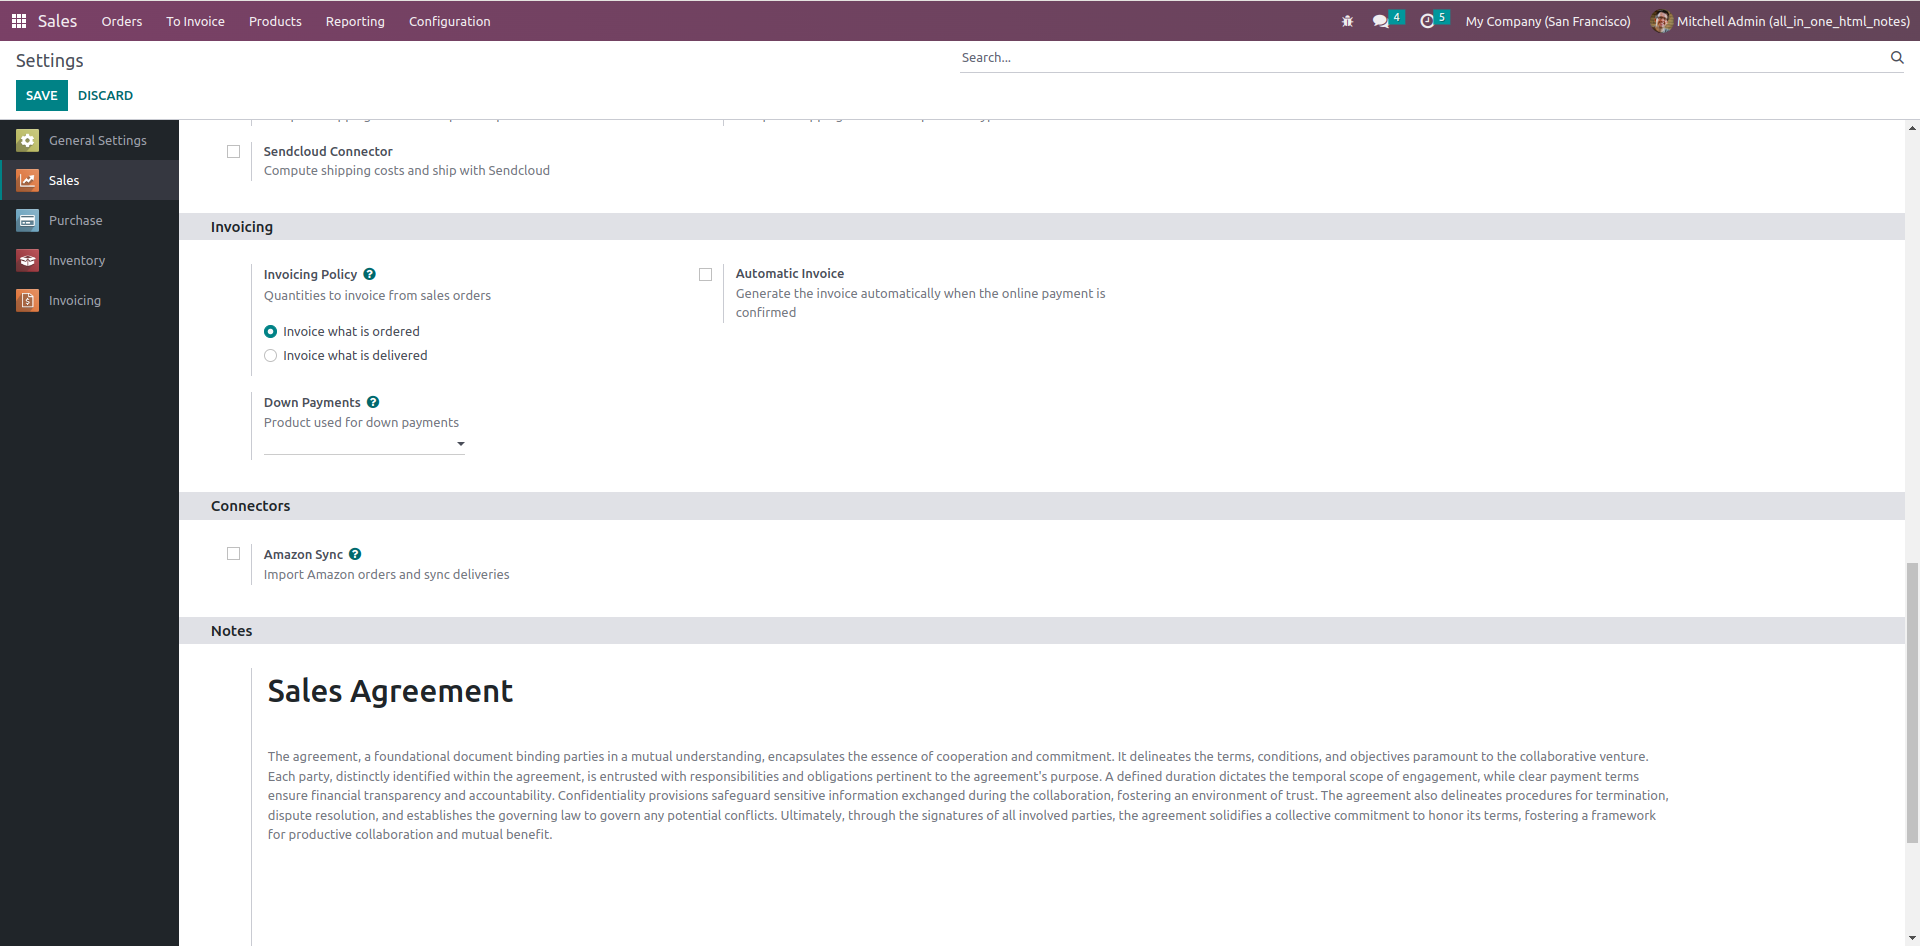 Sales Orders To Invoice Products Reporting Configuration 4 5 My Company (San Francisco) Mitchell Admin (all_in_one_html_notes)
Settings
Search...
SAVE DISCARD
General Settings
Sales
Purchase
Inventory
Invoicing
Sendcloud Connector
Compute shipping costs and ship with Sendcloud
Invoicing
Invoicing Policy ?
Quantities to invoice from sales orders
Invoice what is ordered
Invoice what is delivered
Automatic Invoice
Generate the invoice automatically when the online payment is
confirmed
Down Payments ?
Product used for down payments
Connectors
Amazon Sync ?
Import Amazon orders and sync deliveries
Notes
Sales Agreement
The agreement, a foundational document binding parties in a mutual understanding, encapsulates the essence of cooperation and commitment. It delineates the terms, conditions, and objectives paramount to the collaborative venture.
Each party, distinctly identified within the agreement, is entrusted with responsibilities and obligations pertinent to the agreement's purpose. A defined duration dictates the temporal scope of engagement, while clear payment terms
ensure financial transparency and accountability. Confidentiality provisions safeguard sensitive information exchanged during the collaboration, fostering an environment of trust. The agreement also delineates procedures for termination,
dispute resolution, and establishes the governing law to govern any potential conflicts. Ultimately, through the signatures of all involved parties, the agreement solidifies a collective commitment to honor its terms, fostering a framework
for productive collaboration and mutual benefit.